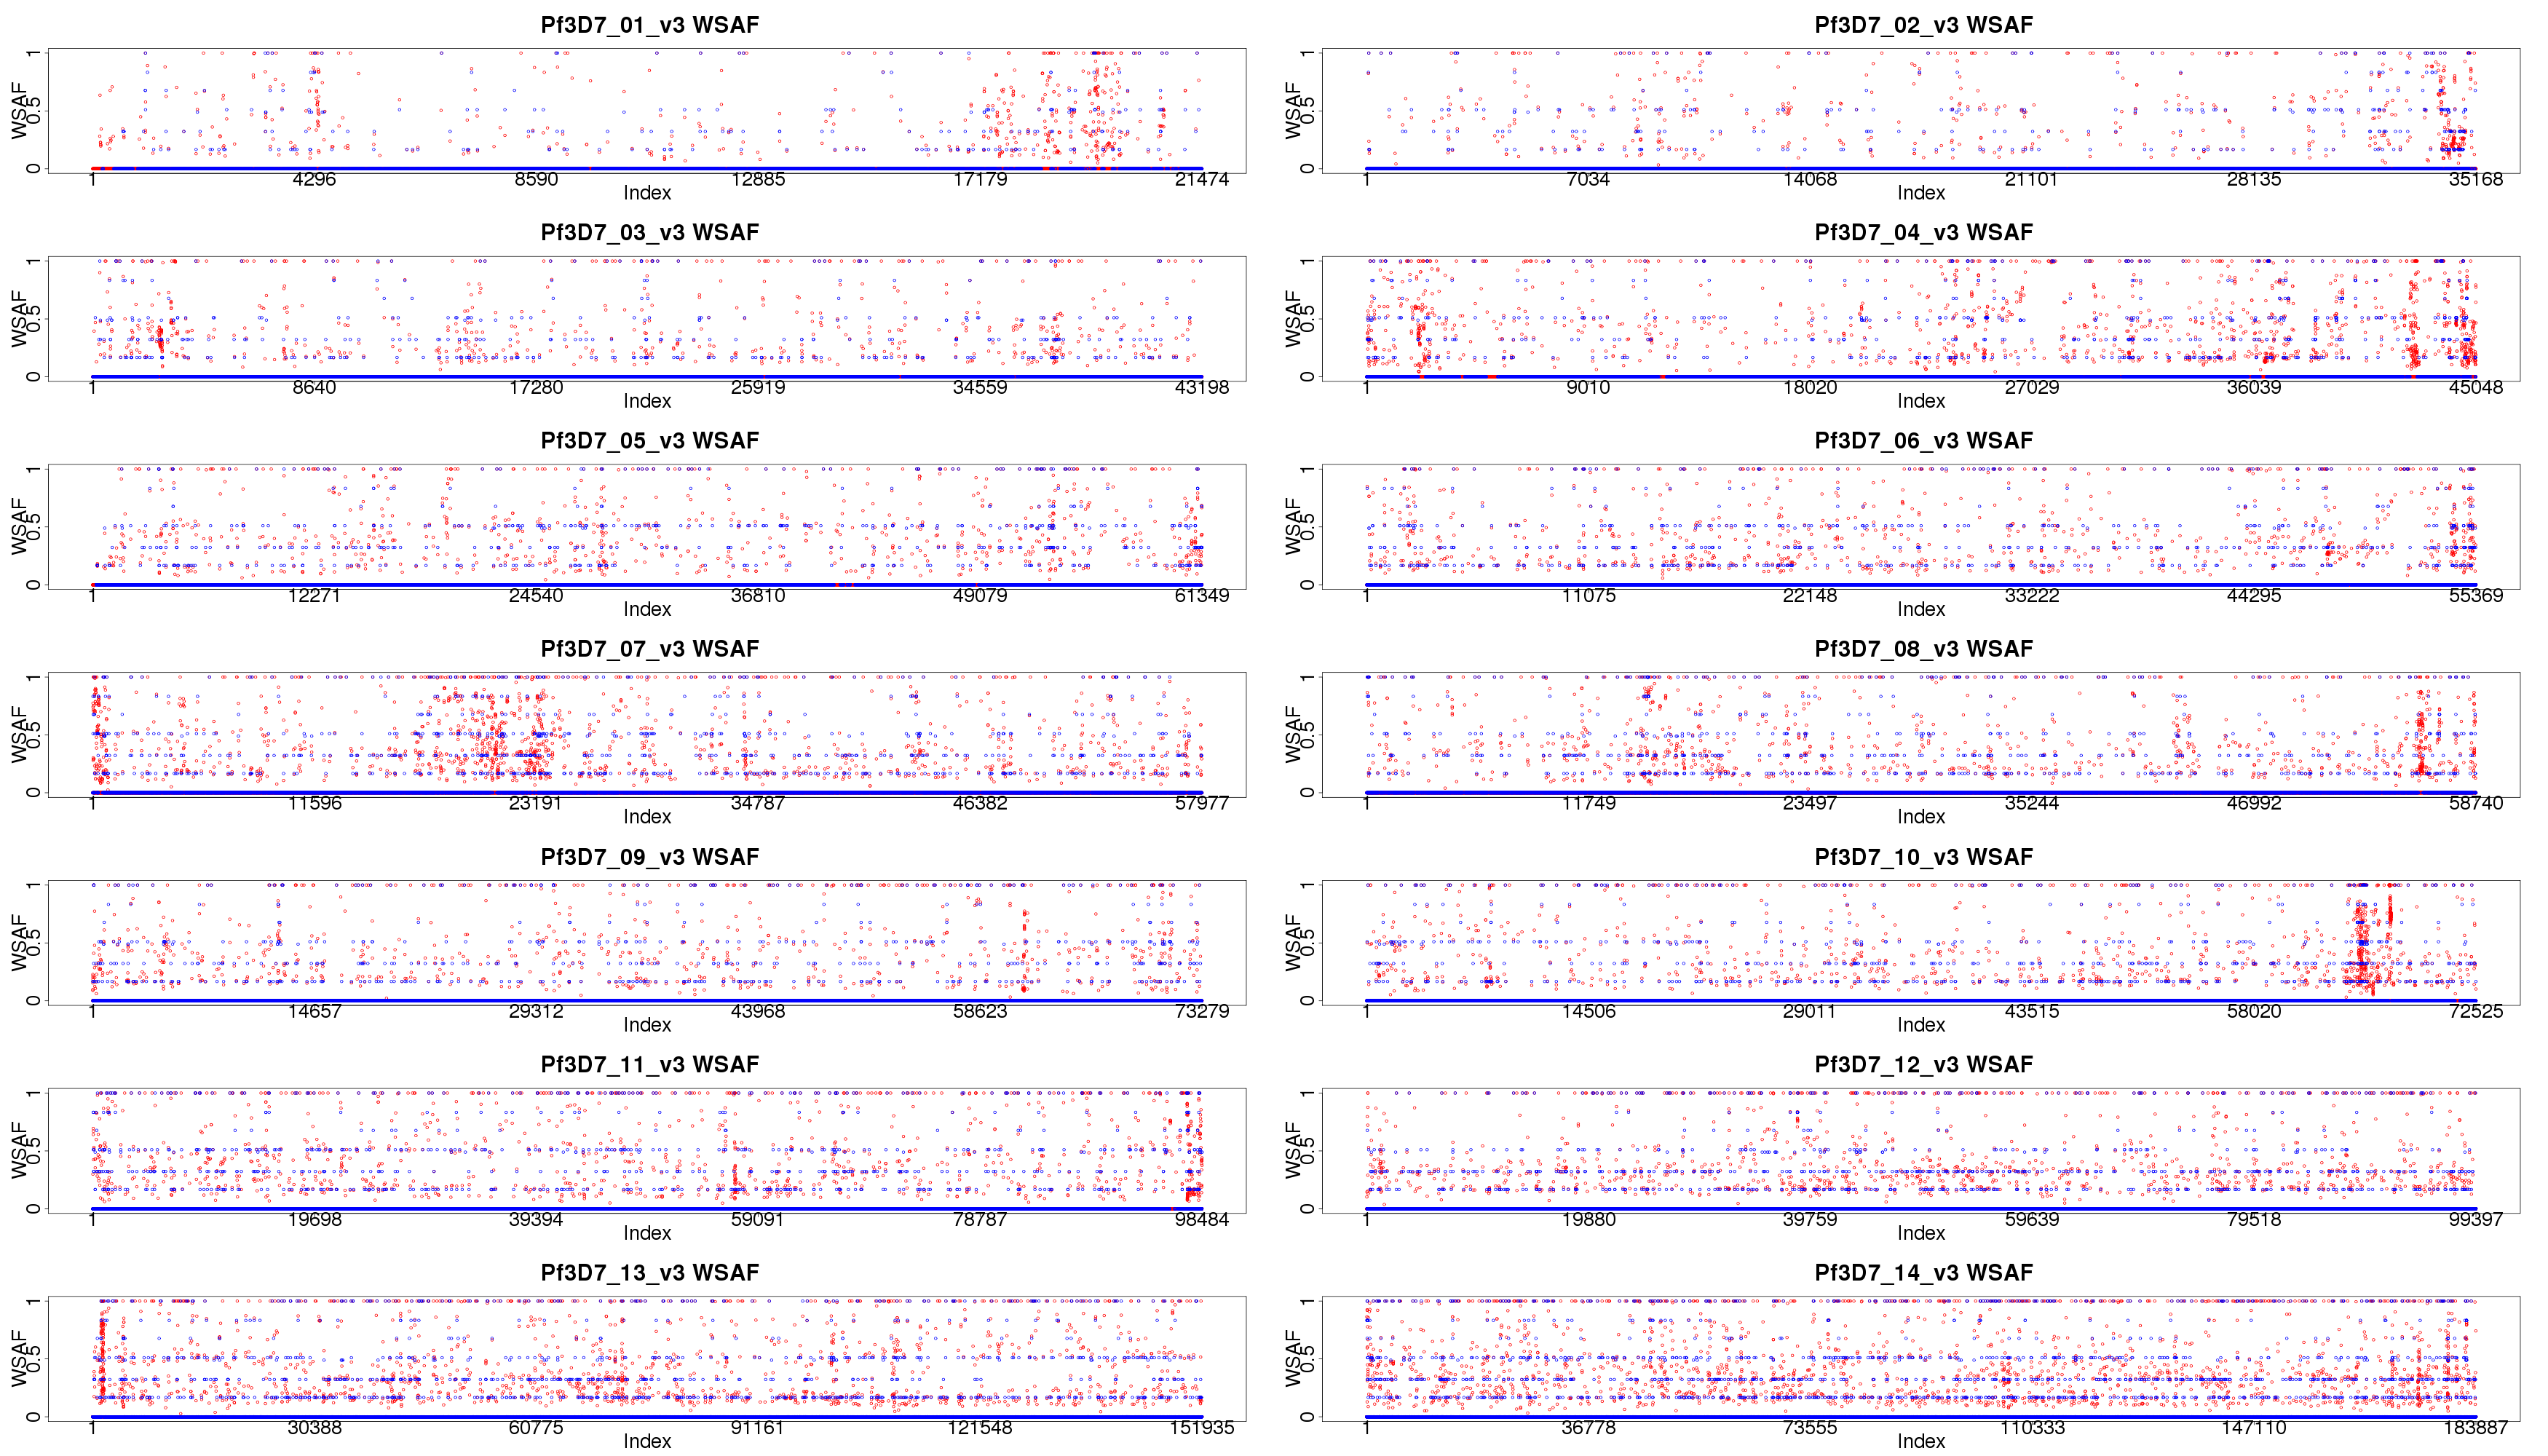 Pf3D7_01_v3 WSAF
WSAF
0 0.5 1
1 4296 8590 12885 17179 21474
Index
Pf3D7_02_v3 WSAF
WSAF
0 0.5 1
1 7034 14068 21101 28135 35168
Index
Pf3D7_03_v3 WSAF
WSAF
0 0.5 1
1 8640 17280 25919 34559 43198
Index
Pf3D7_04_v3 WSAF
WSAF
0 0.5 1
1 9010 18020 27029 36039 45048
Index
Pf3D7_05_v3 WSAF
WSAF
0 0.5 1
1 12271 24540 36810 49079 61349
Index
Pf3D7_06_v3 WSAF
WSAF
0 0.5 1
1 11075 22148 33222 44295 55369
Index
Pf3D7_07_v3 WSAF
WSAF
0 0.5 1
1 11596 23191 34787 46382 57977
Index
Pf3D7_08_v3 WSAF
WSAF
0 0.5 1
1 11749 23497 35244 46992 58740
Index
Pf3D7_09_v3 WSAF
WSAF
0 0.5 1
1 14657 29312 43968 58623 73279
Index
Pf3D7_10_v3 WSAF
WSAF
0 0.5 1
1 14506 29011 43515 58020 72525
Index
Pf3D7_11_v3 WSAF
WSAF
0 0.5 1
1 19698 39394 59091 78787 98484
Index
Pf3D7_12_v3 WSAF
WSAF
0 0.5 1
1 19880 39759 59639 79518 99397
Index
Pf3D7_13_v3 WSAF
WSAF
0 0.5 1
1 30388 60775 91161 121548 151935
Index
Pf3D7_14_v3 WSAF
WSAF
0 0.5 1
1 36778 73555 110333 147110 183887
Index